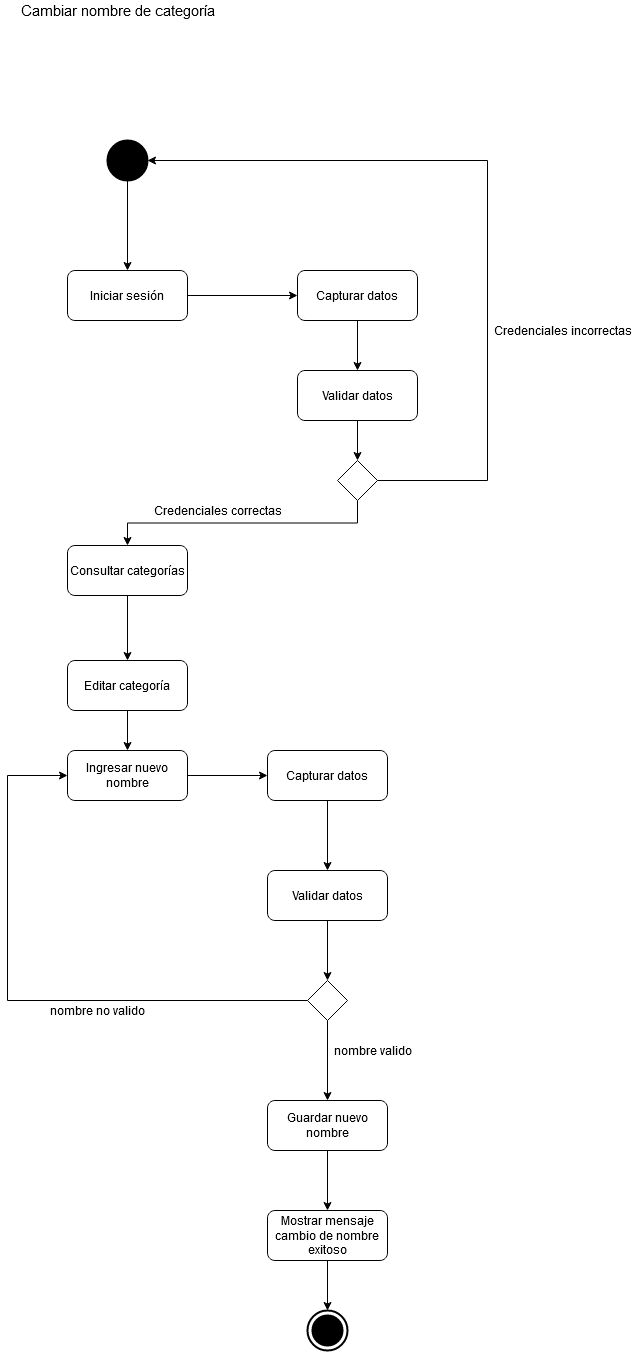 Cambiar nombre de categoría
Iniciar sesión
Capturar datos
Credenciales incorrectas
Validar datos
Credenciales correctas
Consultar categorías
Editar categoría
Ingresar nuevo
nombre
Capturar datos
Validar datos
nombre no valido
nombre valido
Guardar nuevo
nombre
Mostrar mensaje
cambio de nombre
exitoso